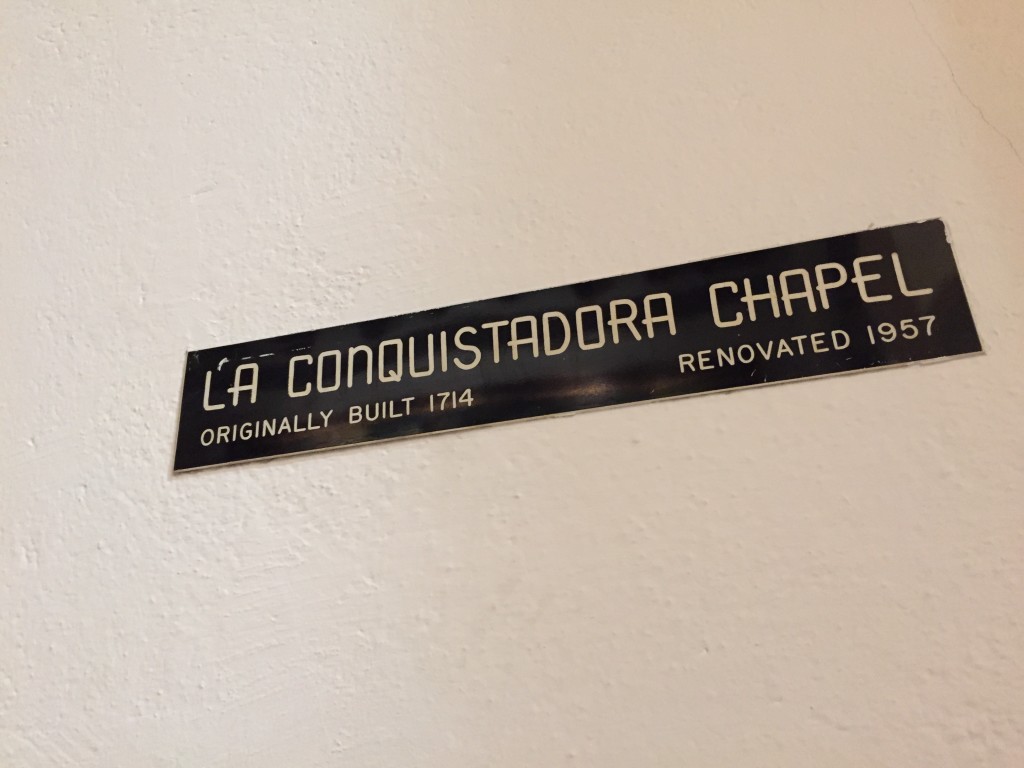 LA CONQUISTADORA CHAPEL
ORIGINALLY BUILT 1714 RENOVATED 1957